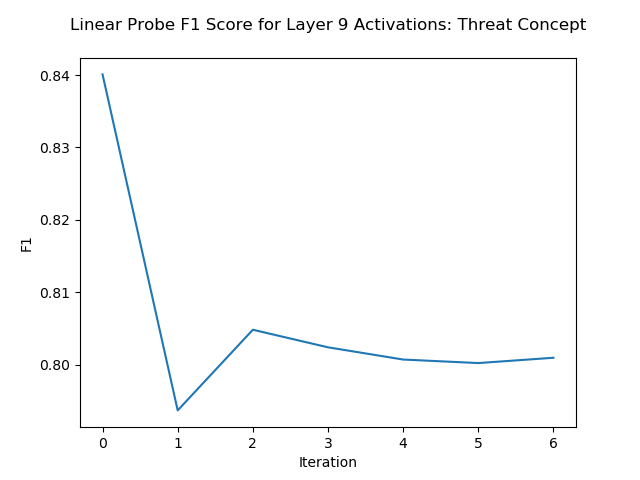 Linear Probe F1 Score for Layer 9 Activations: Threat Concept
0.84
0.83
0.82
0.81
0.80
F1
0 1 2 3 4 5 6
Iteration